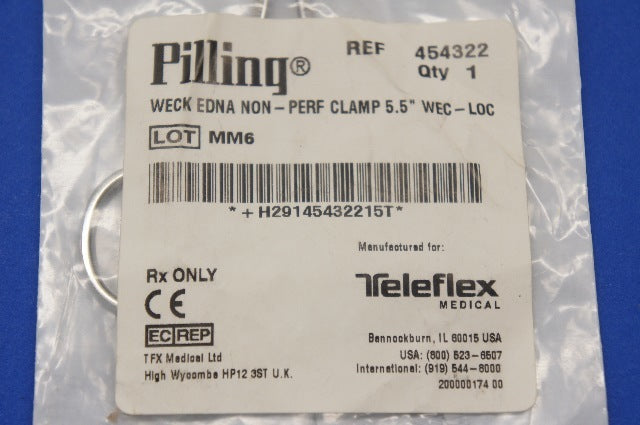 Pilling®
REF 454322
Qty 1
WECK EDNA NON-PERF CLAMP 5.5" WEC-LOC
LOT MM6
*+H29145432215T*
Manufactured for:
Rx ONLY
Teleflex
MEDICAL
CE
EC REP
Bannockburn, IL 60015 USA
TFX Medical Ltd
USA: (800) 523-6507
High Wycombe HP12 3ST U.K.
International: (919) 544-8000
200000174 00